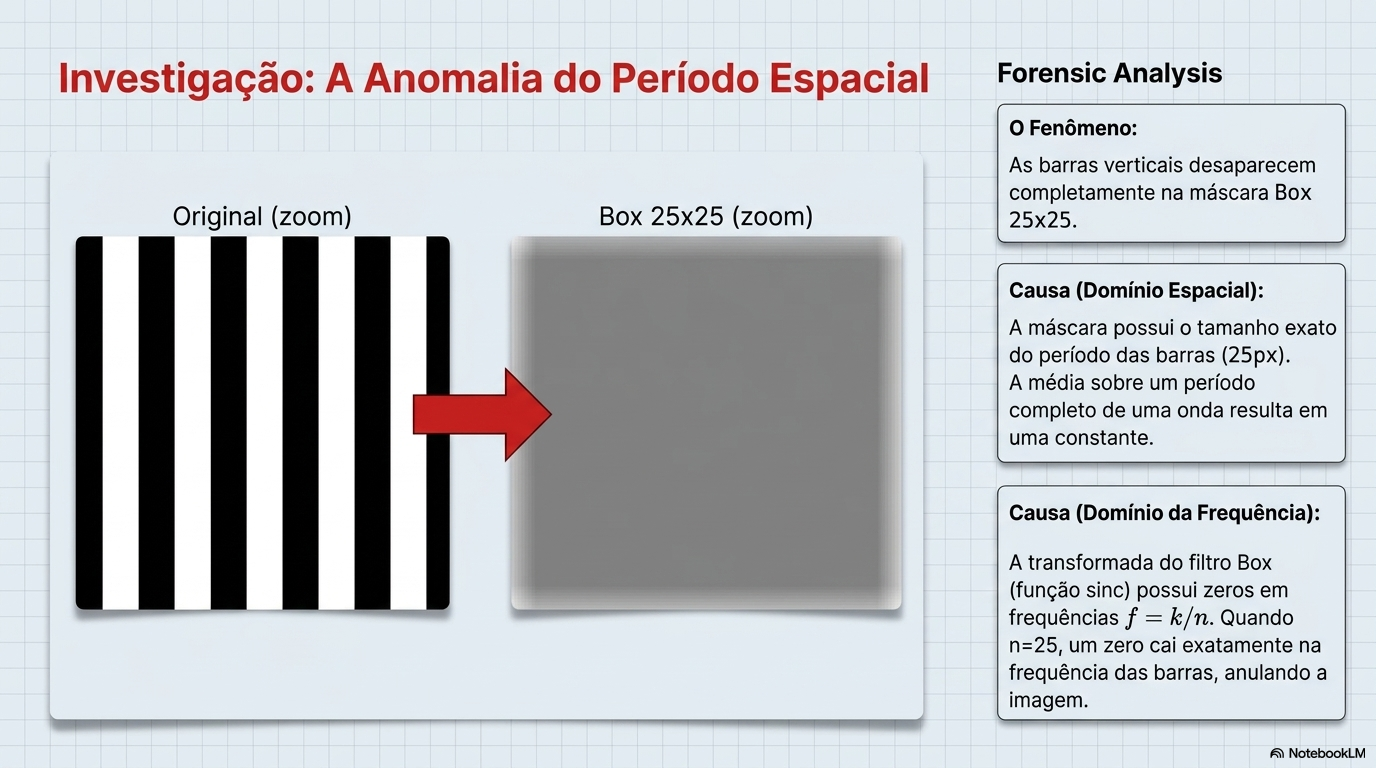 Investigação: A Anomalia do Período Espacial
Original (zoom)
Box 25x25 (zoom)
Forensic Analysis
O Fenômeno:
As barras verticais desaparecem
completamente na máscara Box
25x25.
Causa (Domínio Espacial):
A máscara possui o tamanho exato
do período das barras (25px).
A média sobre um período
completo de uma onda resulta em
uma constante.
Causa (Domínio da Frequência):
A transformada do filtro Box
(função sinc) possui zeros em
frequências f = k/n. Quando
n=25, um zero cai exatamente na
frequência das barras, anulando a
imagem.
NotebookLM